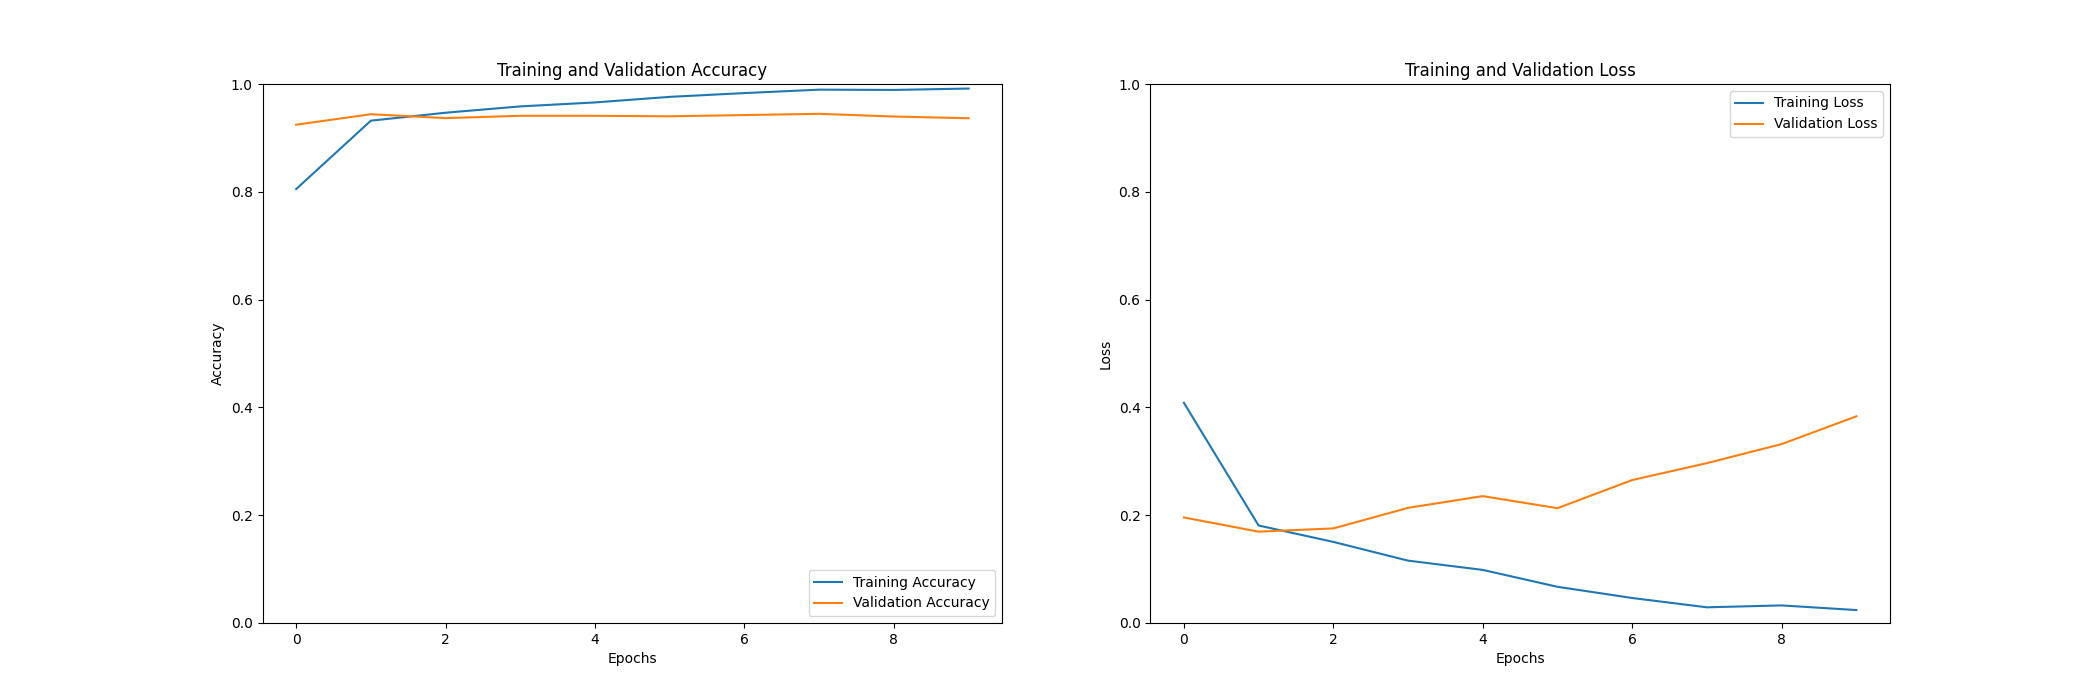 Training and Validation Accuracy
1.0
0.8
0.6
0.4
0.2
0.0
Accuracy
0 2 4 6 8
Epochs
Training Accuracy
Validation Accuracy
Training and Validation Loss
1.0
0.8
0.6
0.4
0.2
0.0
Loss
0 2 4 6 8
Epochs
Training Loss
Validation Loss